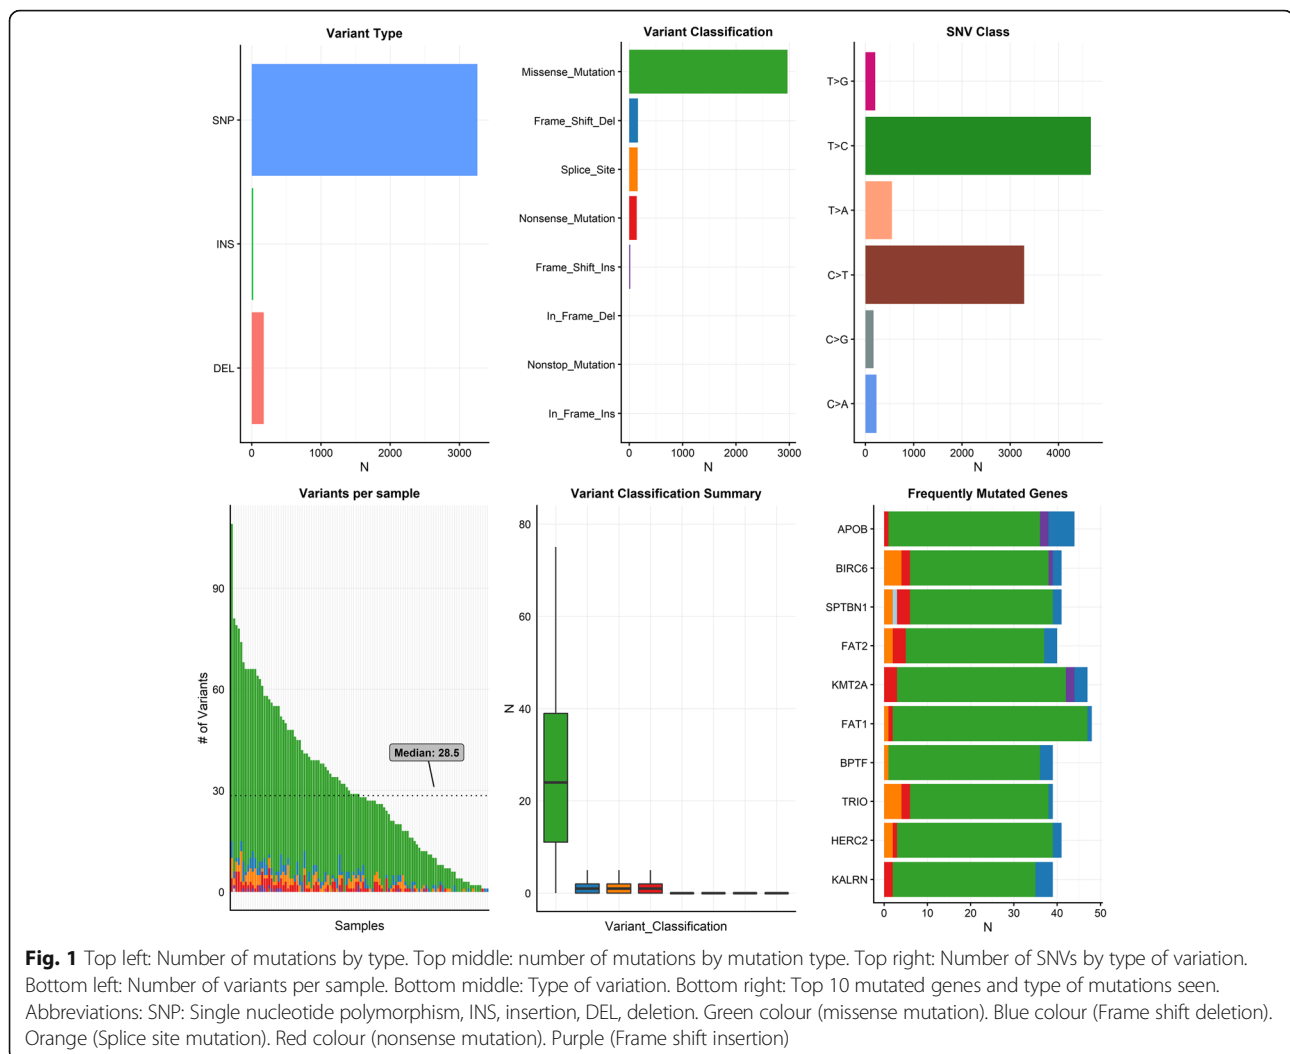 Variant Type
SNP
INS
DEL
0 1000 2000 3000
N
Variant Classification
Missense_Mutation
Frame_Shift_Del
Splice_Site
Nonsense_Mutation
Frame_Shift_Ins
In_Frame_Del
Nonstop_Mutation
In_Frame_Ins
0 1000 2000 3000
N
SNV Class
T>G
T>C
T>A
C>T
C>G
C>A
0 1000 2000 3000 4000
N
Variants per sample
# of Variants
90
60
30
0
Median: 28.5
Samples
Variant Classification Summary
N
80
60
40
20
0
Variant_Classification
Frequently Mutated Genes
APOB
BIRC6
SPTBN1
FAT2
KMT2A
FAT1
BPTF
TRIO
HERC2
KALRN
0 10 20 30 40 50
N
Fig. 1 Top left: Number of mutations by type. Top middle: number of mutations by mutation type. Top right: Number of SNVs by type of variation.
Bottom left: Number of variants per sample. Bottom middle: Type of variation. Bottom right: Top 10 mutated genes and type of mutations seen.
Abbreviations: SNP: Single nucleotide polymorphism, INS, insertion, DEL, deletion. Green colour (missense mutation). Blue colour (Frame shift deletion).
Orange (Splice site mutation). Red colour (nonsense mutation). Purple (Frame shift insertion)